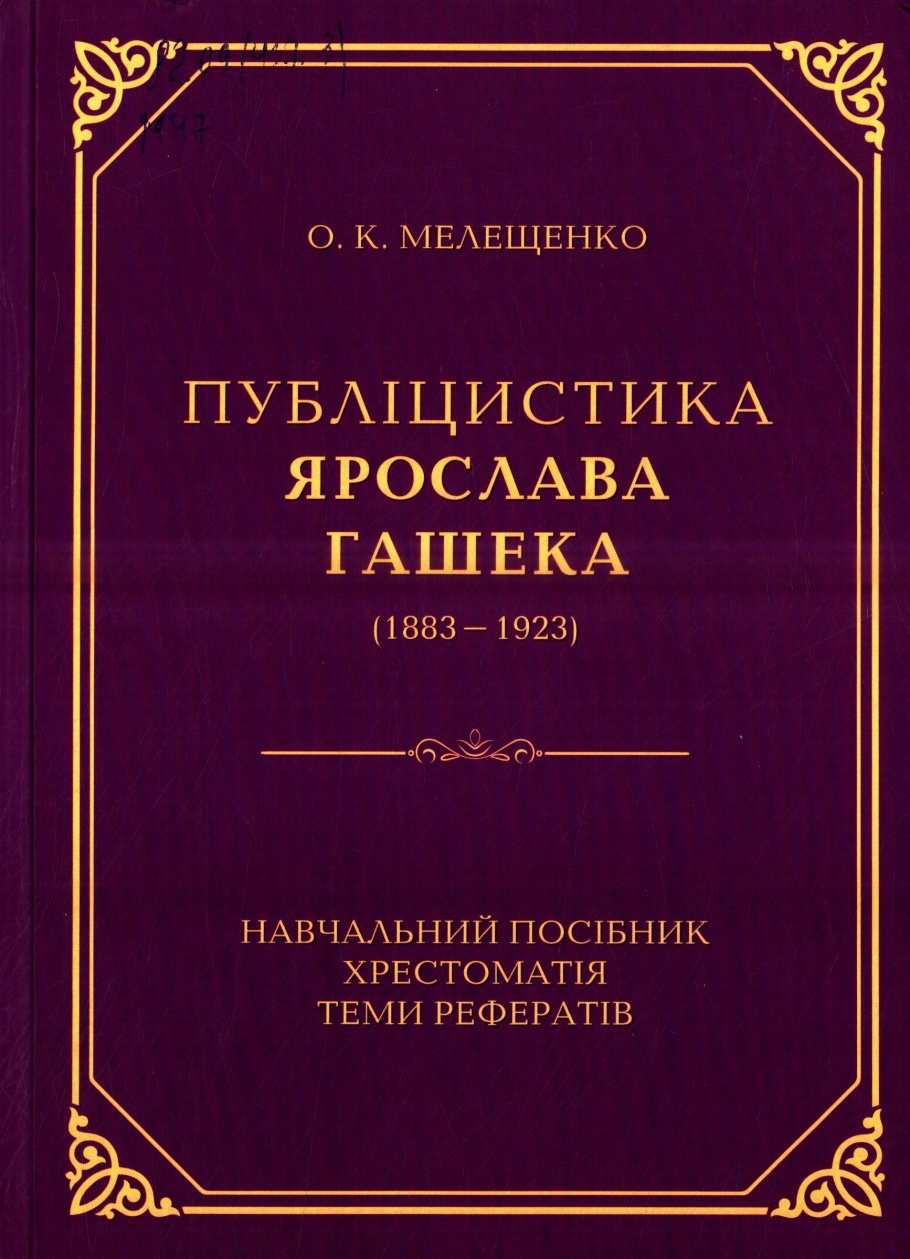 О. К. МЕЛЕЩЕНКО
ПУБЛІЦИСТИКА
ЯРОСЛАВА
ГАШЕКА
(1883 – 1923)
НАВЧАЛЬНИЙ ПОСІБНИК
ХРЕСТОМАТІЯ
ТЕМИ РЕФЕРАТІВ